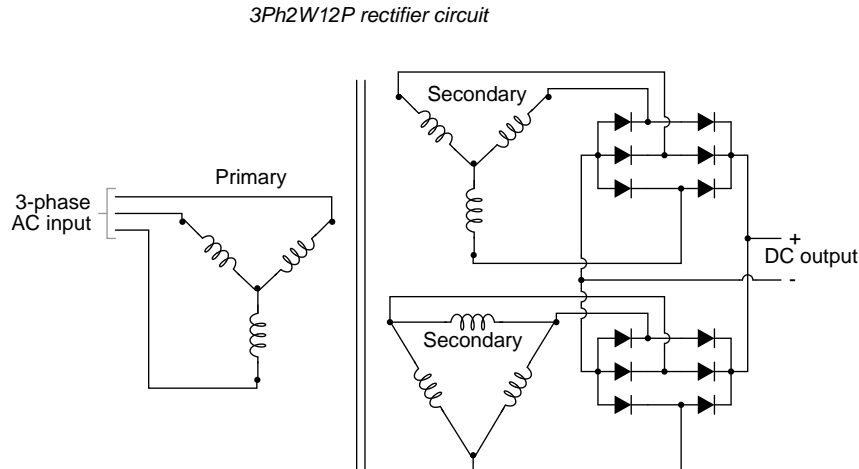 3Ph2W12P rectifier circuit
Secondary
Primary
3-phase
AC input
+
DC output
-
Secondary